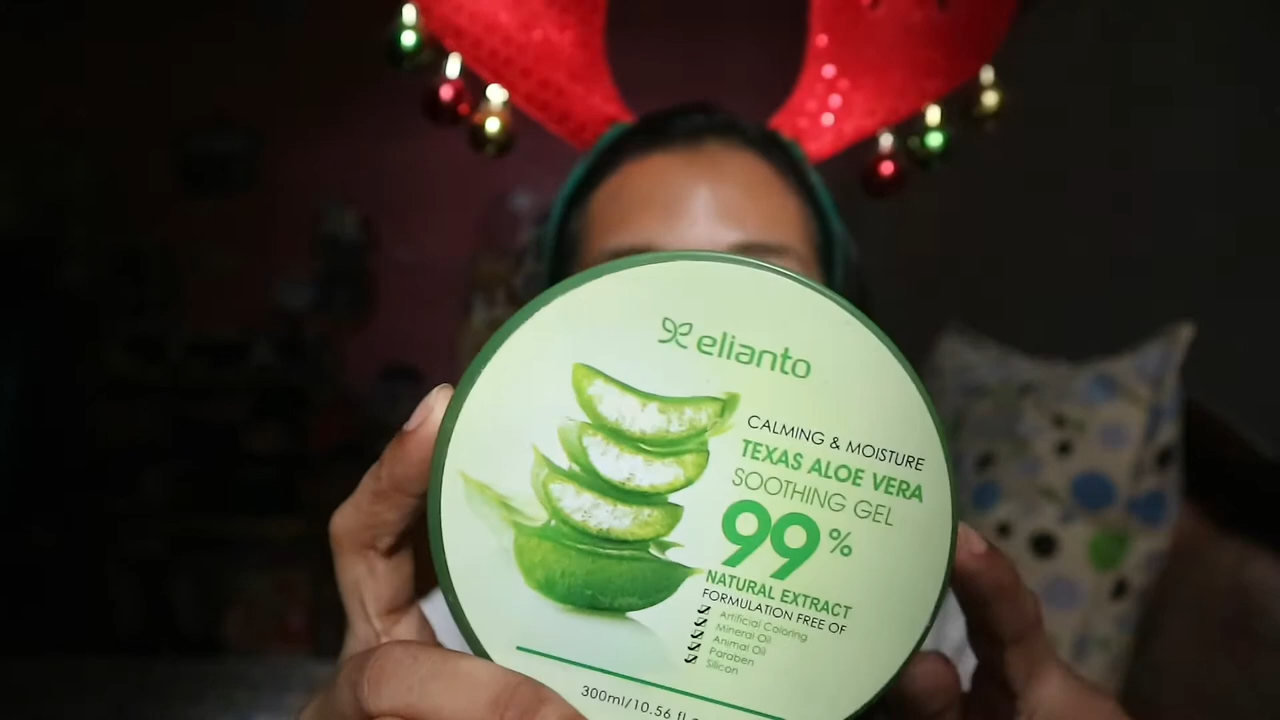 elianto
CALMING & MOISTURE
TEXAS ALOE VERA
SOOTHING GEL
99%
NATURAL EXTRACT
FORMULATION FREE OF
Artificial Coloring
Mineral Oil
Animal Oil
Paraben
Silicon
300ml/10.56 fl